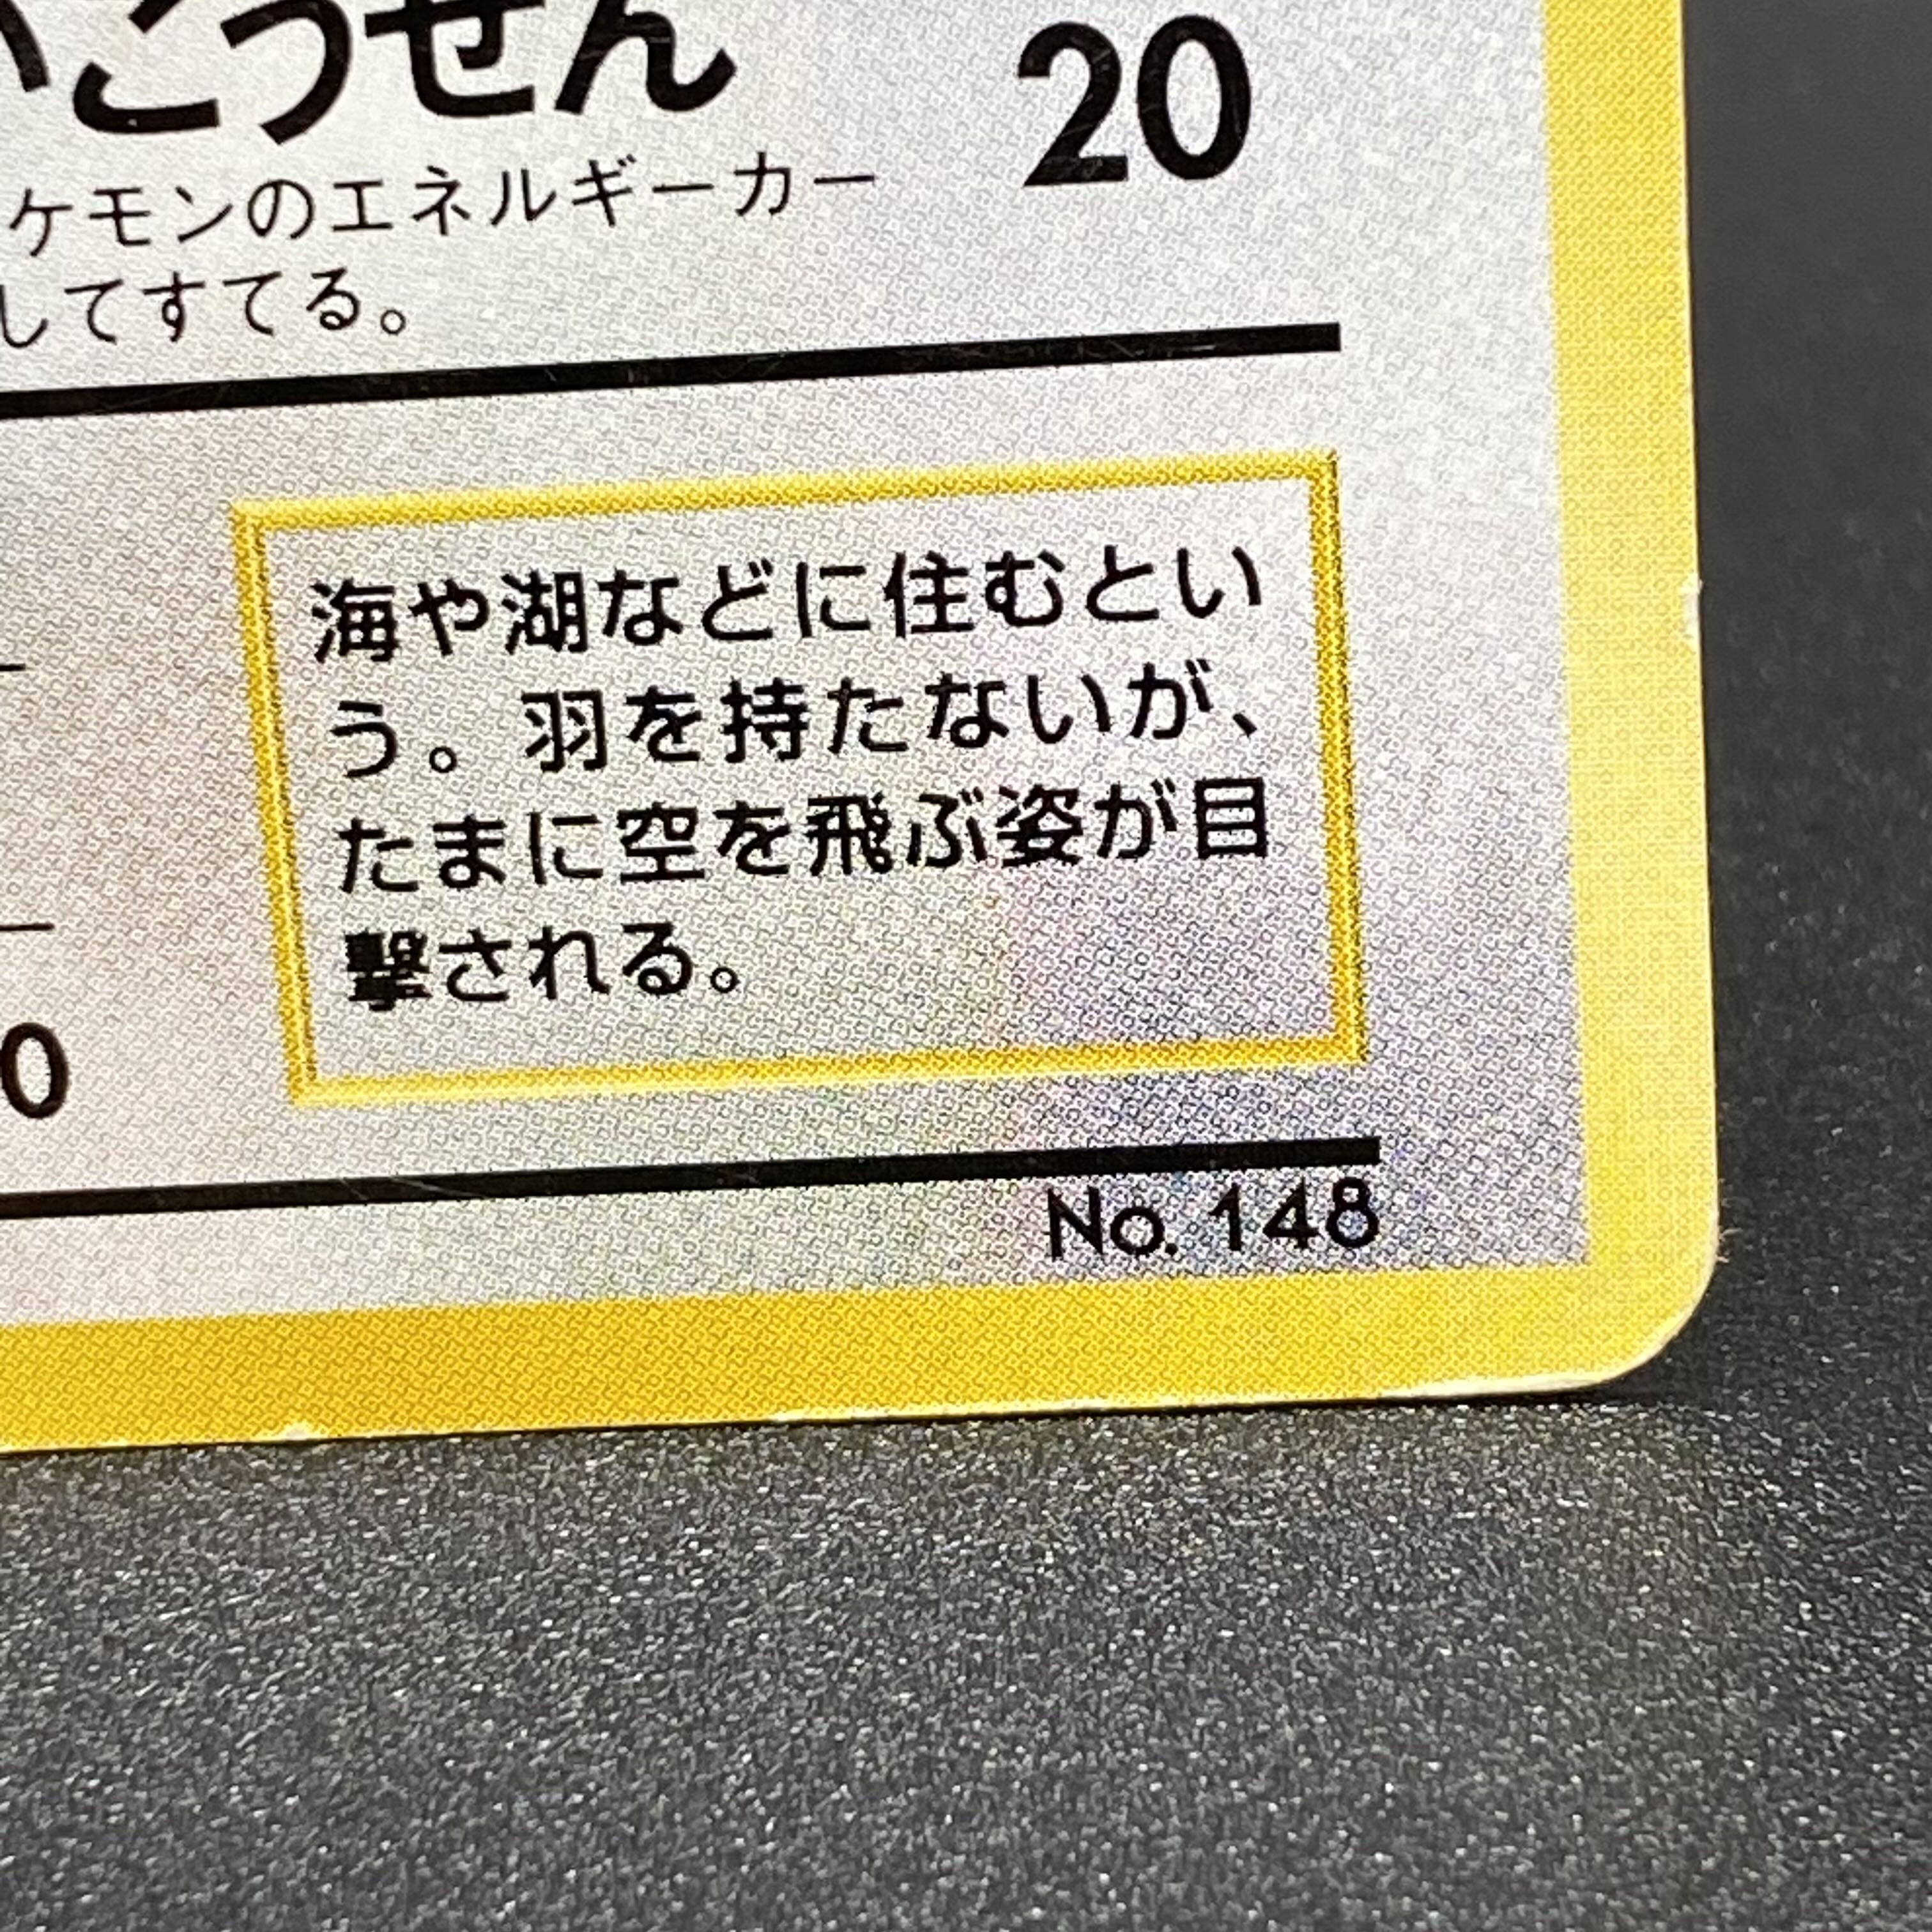 いこうせん 20
ケモンのエネルギーカー
してすてる。
海や湖などに住むとい
う。羽を持たないが、
たまに空を飛ぶ姿が目
撃される。
0
No. 148